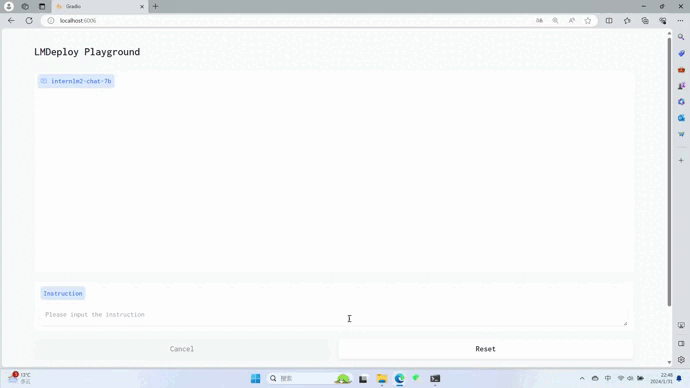 Gradio
localhost:6006
LMDeploy Playground
internlm2-chat-7b
Instruction
Please input the instruction
Cancel
Reset
13°C
多云
搜索
中
22:48
2024/1/31